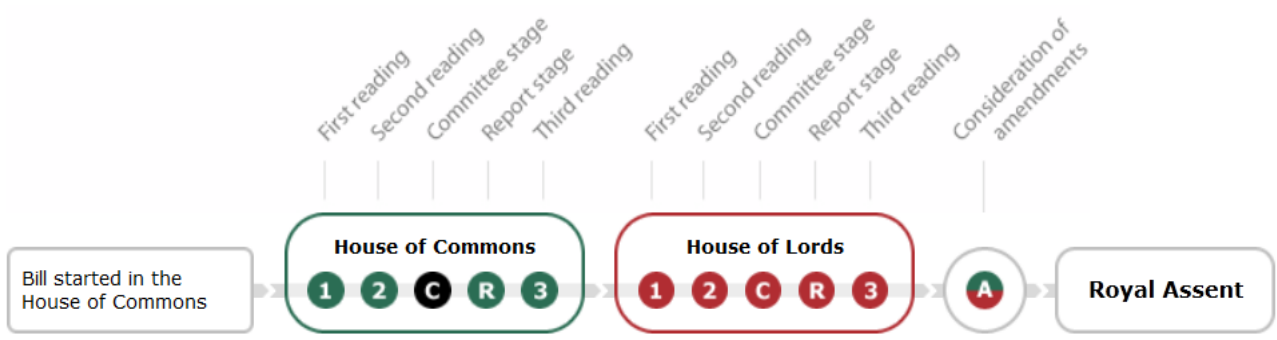 First reading
Second reading
Committee stage
Report stage
Third reading
First reading
Second reading
Committee stage
Report stage
Third reading
Consideration of
amendments
Bill started in the
House of Commons
House of Commons
1 2 C R 3
House of Lords
1 2 C R 3
A
Royal Assent